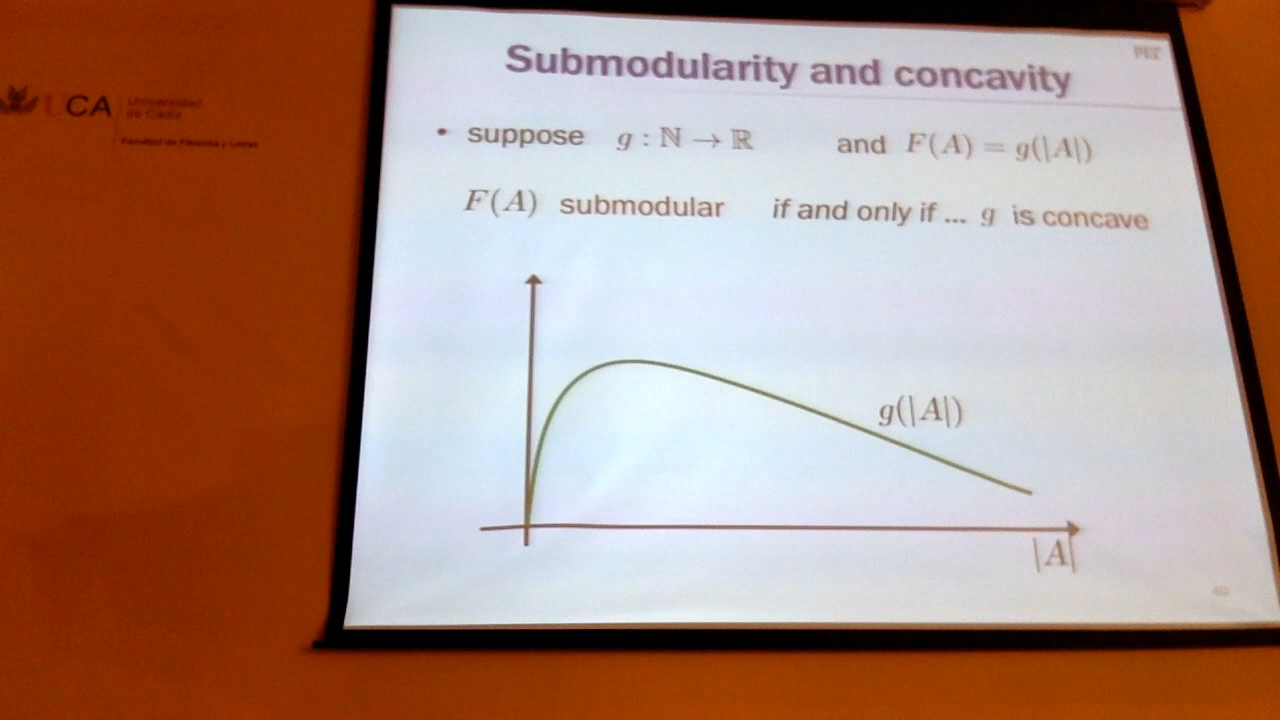 UCA
Universidad
de Cádiz
Facultad de Filosofía y Letras
Submodularity and concavity
• suppose g : ℕ → ℝ and F(A) = g(|A|)
F(A) submodular if and only if ... g is concave
g(|A|)
|A|